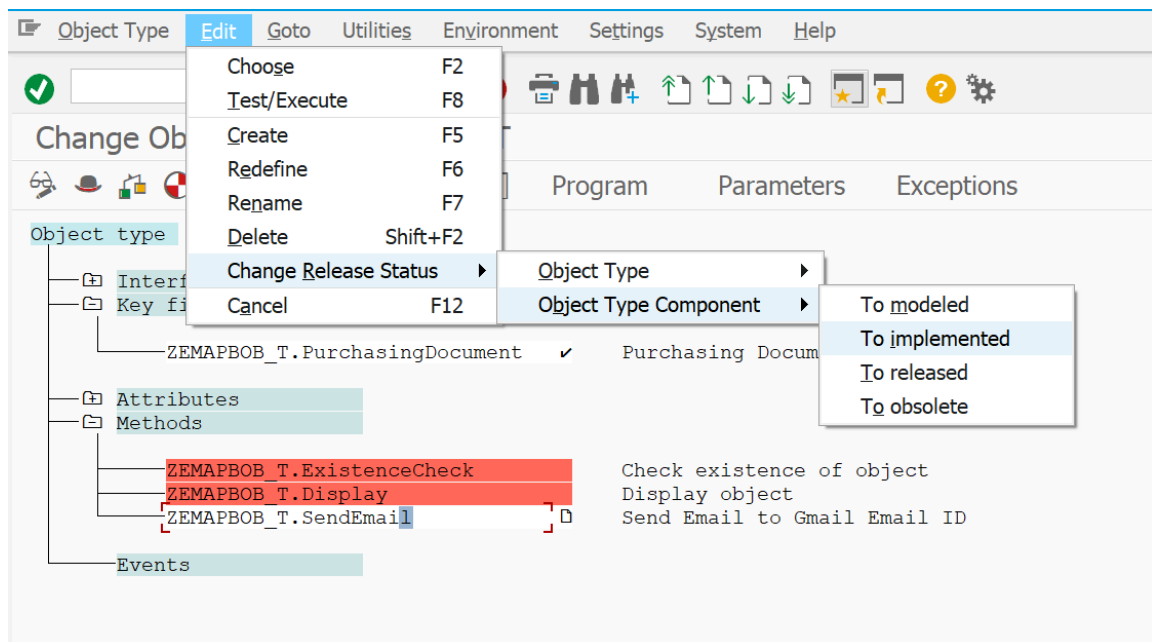 Object Type Edit Goto Utilities Environment Settings System Help
Choose F2
Test/Execute F8
Change Ob
Create F5
Redefine F6
Program Parameters Exceptions
Rename F7
Object type
Delete Shift+F2
Change Release Status Object Type
Interf
Cancel F12 Object Type Component To modeled
Key fi
To implemented
ZEMAPBOB_T.PurchasingDocument Purchasing Docum
To released
Attributes To obsolete
Methods
ZEMAPBOB_T.ExistenceCheck Check existence of object
ZEMAPBOB_T.Display Display object
ZEMAPBOB_T.SendEmail Send Email to Gmail Email ID
Events